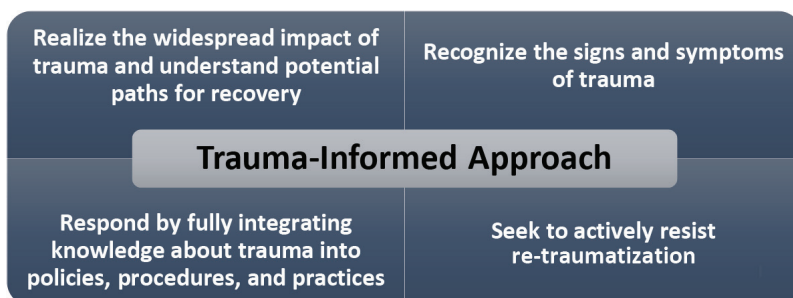 Realize the widespread impact of
trauma and understand potential
paths for recovery
Recognize the signs and symptoms
of trauma
Trauma-Informed Approach
Respond by fully integrating
knowledge about trauma into
policies, procedures, and practices
Seek to actively resist
re-traumatization